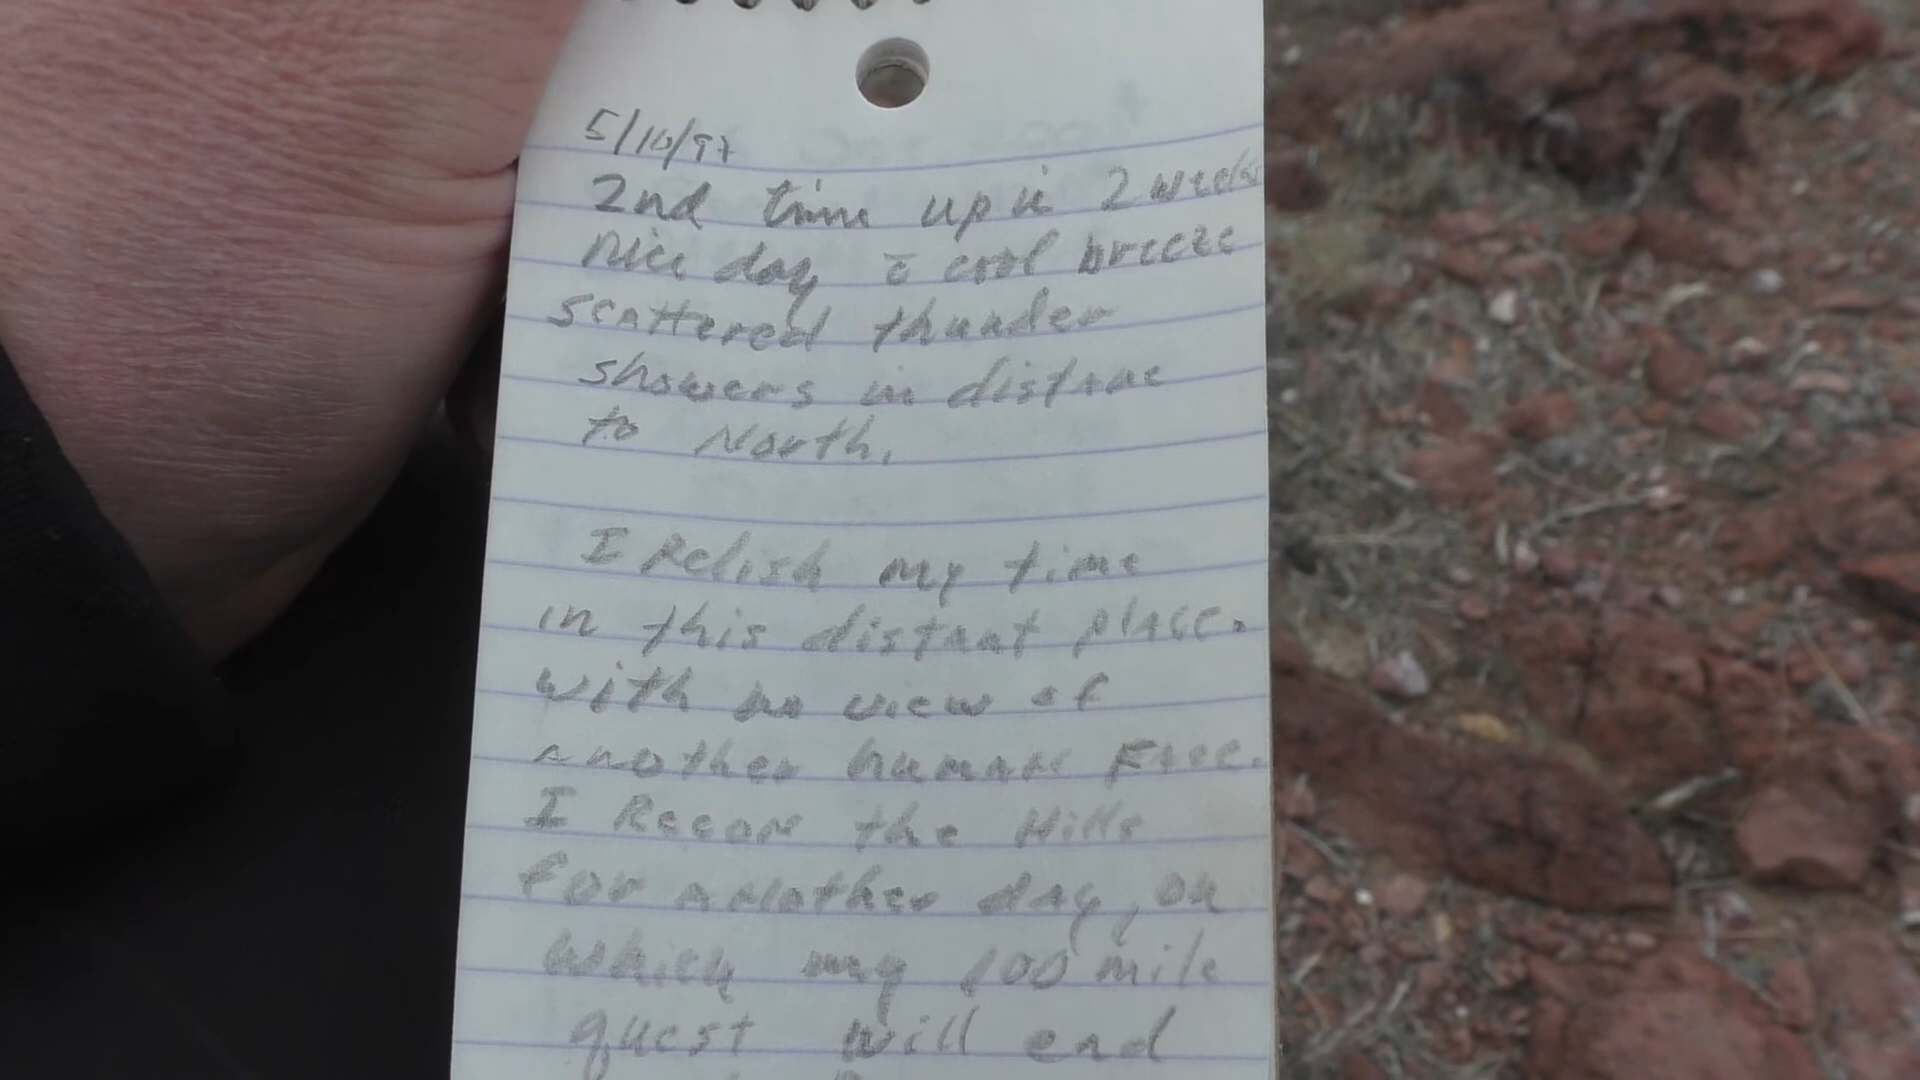 5/10/97
2nd time up in 2 weeks
nice day c̄ cool breeze
scattered thunder
showers in distance
to North.
I Relish my time
in this distant place.
with no view of
another human Face.
I Recon the Hills
for another day, on
which my 100 mile
quest will end